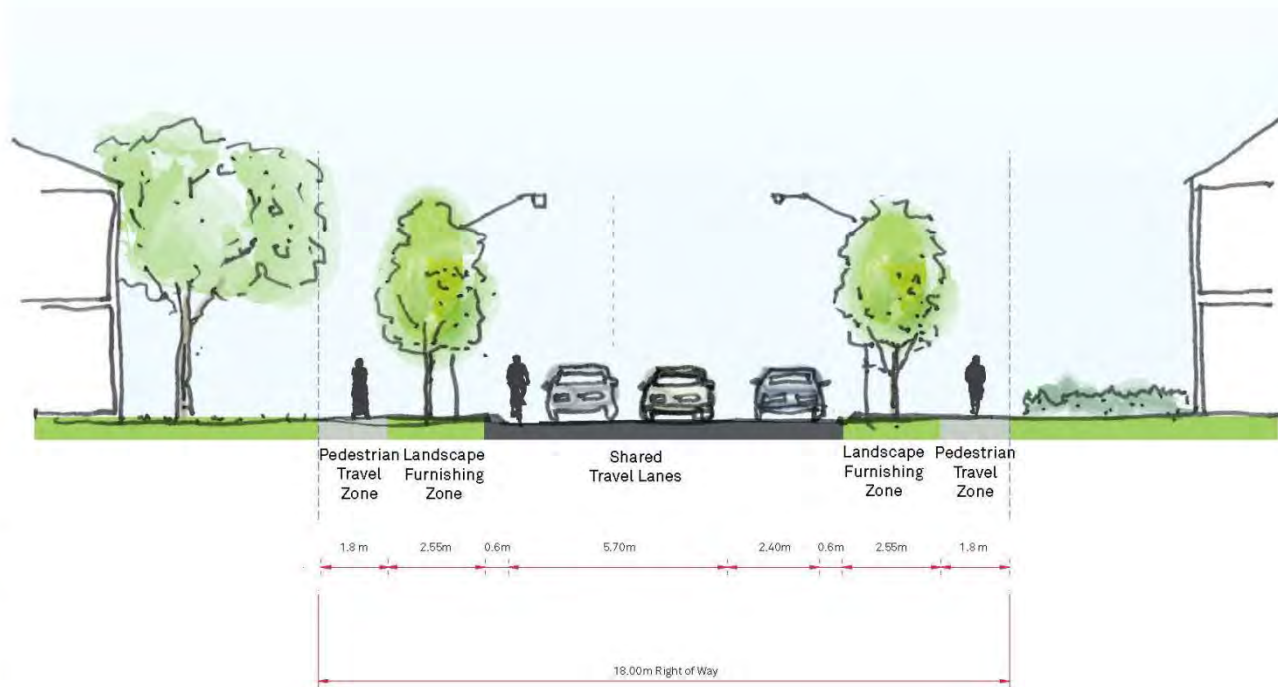 Pedestrian
Travel
Zone
Landscape
Furnishing
Zone
Shared
Travel Lanes
Landscape
Furnishing
Zone
Pedestrian
Travel
Zone
1.8 m
2.55m
0.6m
5.70m
2.40m
0.6m
2.55m
1.8 m
18.00m Right of Way